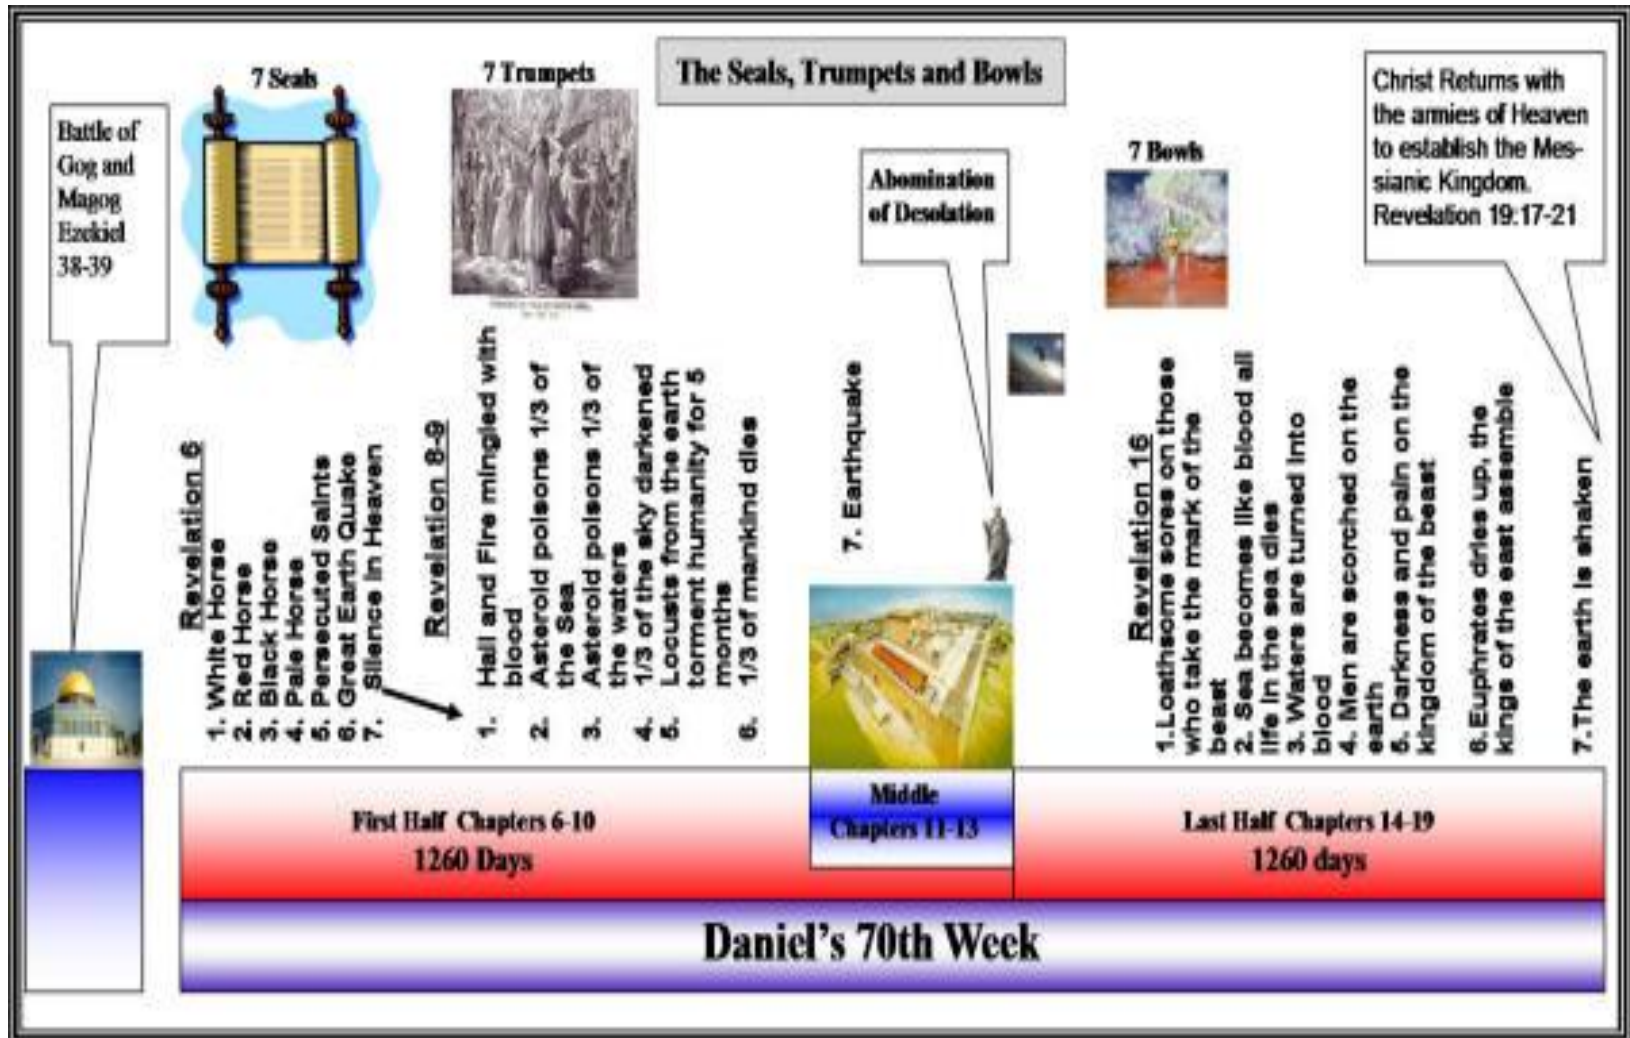 The Seals, Trumpets and Bowls
Battle of
Gog and
Magog
Ezekiel
38-39
7 Seals
Revelation 6
1. White Horse
2. Red Horse
3. Black Horse
4. Pale Horse
5. Persecuted Saints
6. Great Earth Quake
7. Silence in Heaven
7 Trumpets
Revelation 8-9
1. Hail and Fire mingled with
blood
2. Asteroid poisons 1/3 of
the Sea
3. Asteroid poisons 1/3 of
the waters
4. 1/3 of the sky darkened
5. Locusts from the earth
torment humanity for 5
months
6. 1/3 of mankind dies
7. Earthquake
Abomination
of Desolation
7 Bowls
Revelation 16
1.Loathsome sores on those
who take the mark of the
beast
2. Sea becomes like blood all
life in the sea dies
3. Waters are turned into
blood
4. Men are scorched on the
earth
5. Darkness and pain on the
kingdom of the beast
6.Euphrates dries up, the
kings of the east assemble
7.The earth is shaken
Christ Returns with
the armies of Heaven
to establish the Mes-
sianic Kingdom.
Revelation 19:17-21
First Half Chapters 6-10
1260 Days
Middle
Chapters 11-13
Last Half Chapters 14-19
1260 days
Daniel's 70th Week